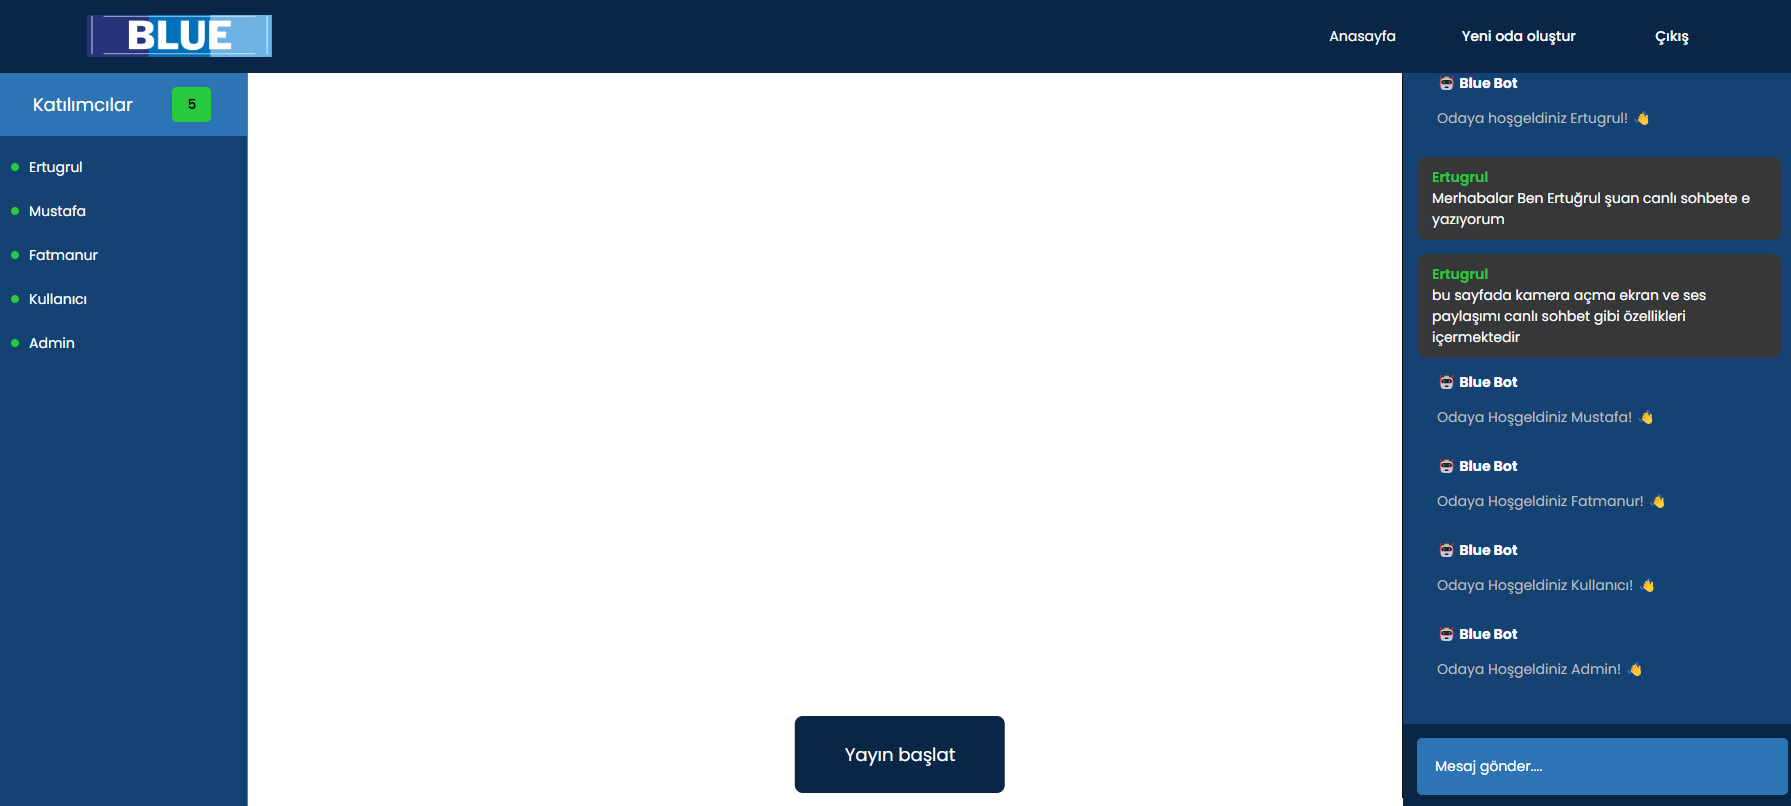 BLUE
Anasayfa
Yeni oda oluştur
Çıkış
Katılımcılar
5
Ertugrul
Mustafa
Fatmanur
Kullanıcı
Admin
Yayın başlat
Blue Bot
Odaya hoşgeldiniz Ertugrul! 👋
Ertugrul
Merhabalar Ben Ertuğrul şuan canlı sohbete e
yazıyorum
Ertugrul
bu sayfada kamera açma ekran ve ses
paylaşımı canlı sohbet gibi özellikleri
içermektedir
Blue Bot
Odaya Hoşgeldiniz Mustafa! 👋
Blue Bot
Odaya Hoşgeldiniz Fatmanur! 👋
Blue Bot
Odaya Hoşgeldiniz Kullanıcı! 👋
Blue Bot
Odaya Hoşgeldiniz Admin! 👋
Mesaj gönder....